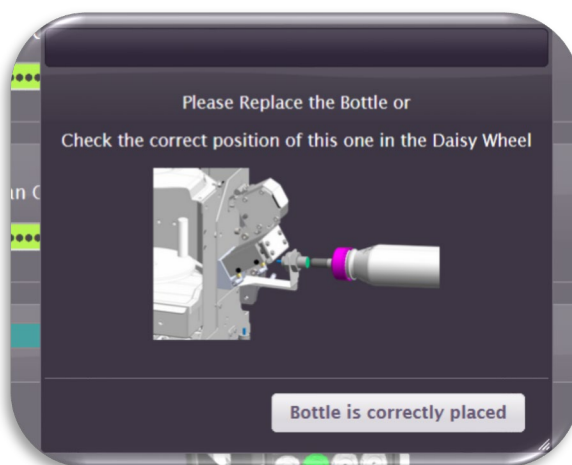 Please Replace the Bottle or
Check the correct position of this one in the Daisy Wheel
Bottle is correctly placed